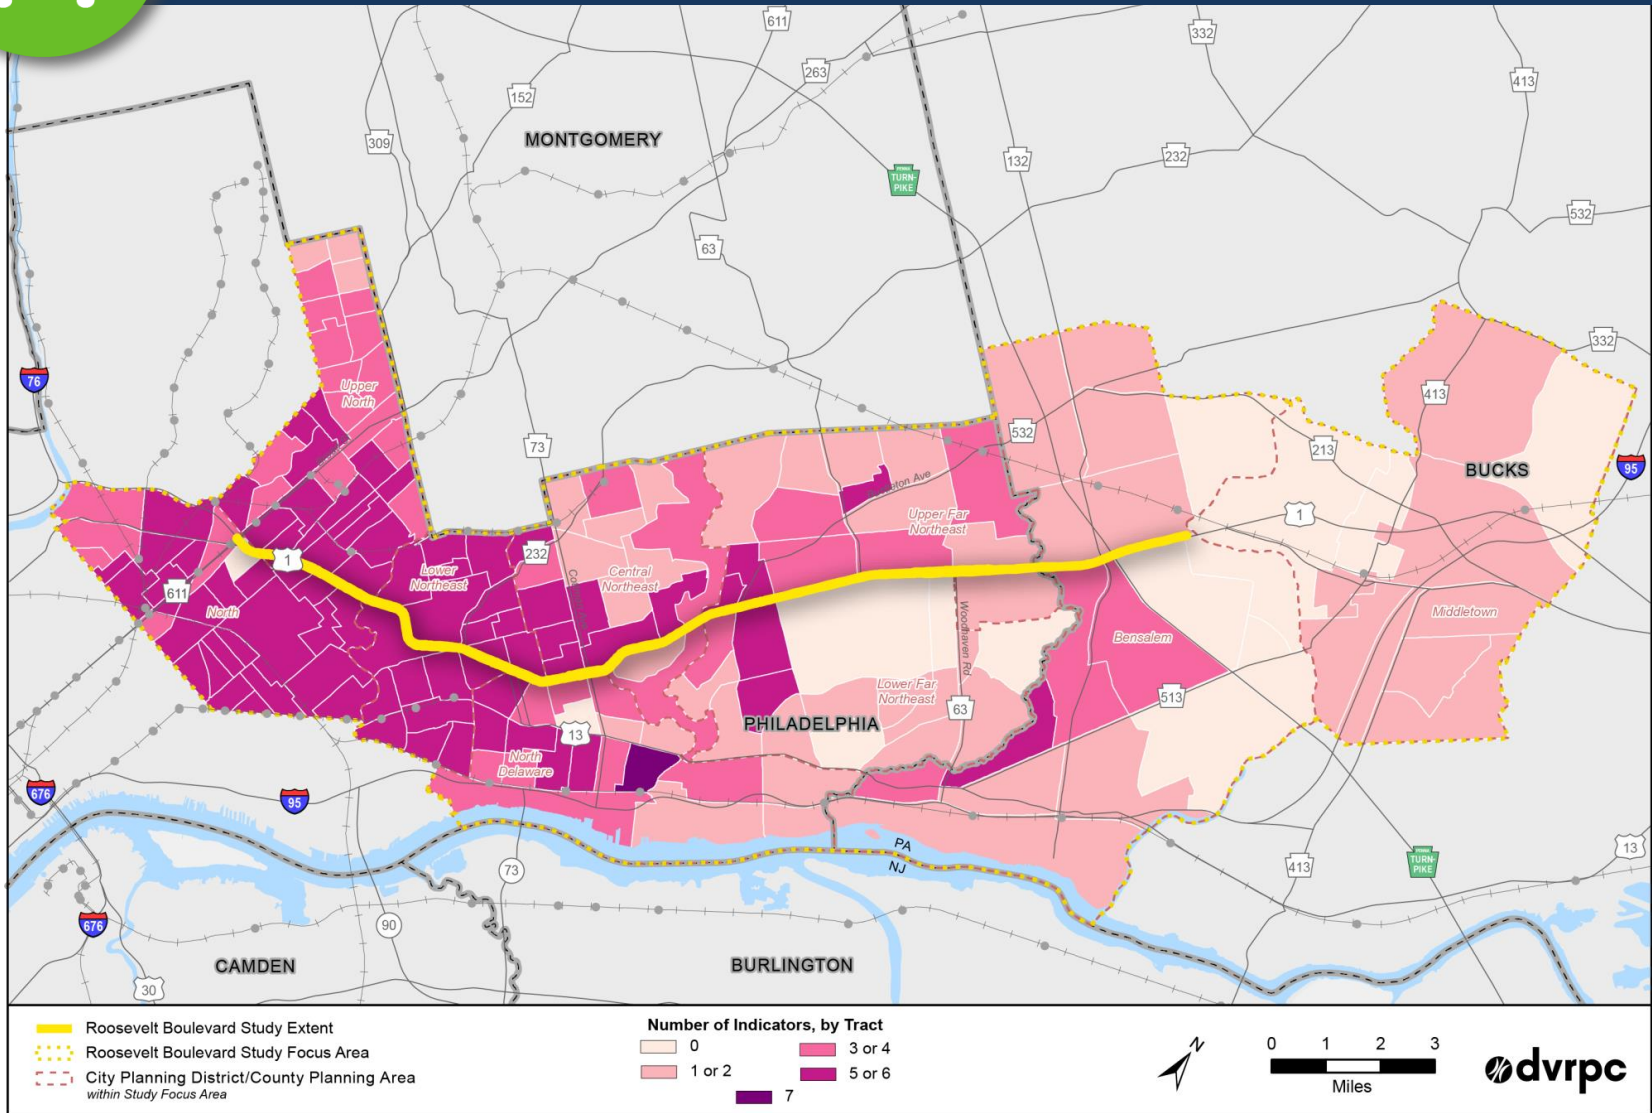 611
332
263
413
152
309
MONTGOMERY
132
232
PENNA
TURN-
PIKE
532
63
76
332
Upper
North
413
73
532
213
BUCKS
95
Upper Far
Northeast
1
232
1
Lower
Northeast
Central
Northeast
611
North
Woodhaven Rd
Middletown
Bensalem
Lower Far
Northeast
513
63
PHILADELPHIA
13
North
Delaware
676
95
PA
NJ
13
PENNA
TURN-
PIKE
413
73
676
90
CAMDEN
BURLINGTON
30
Roosevelt Boulevard Study Extent
Roosevelt Boulevard Study Focus Area
City Planning District/County Planning Area
within Study Focus Area
Number of Indicators, by Tract
0
1 or 2
3 or 4
5 or 6
7
N
0 1 2 3
Miles
dvrpc